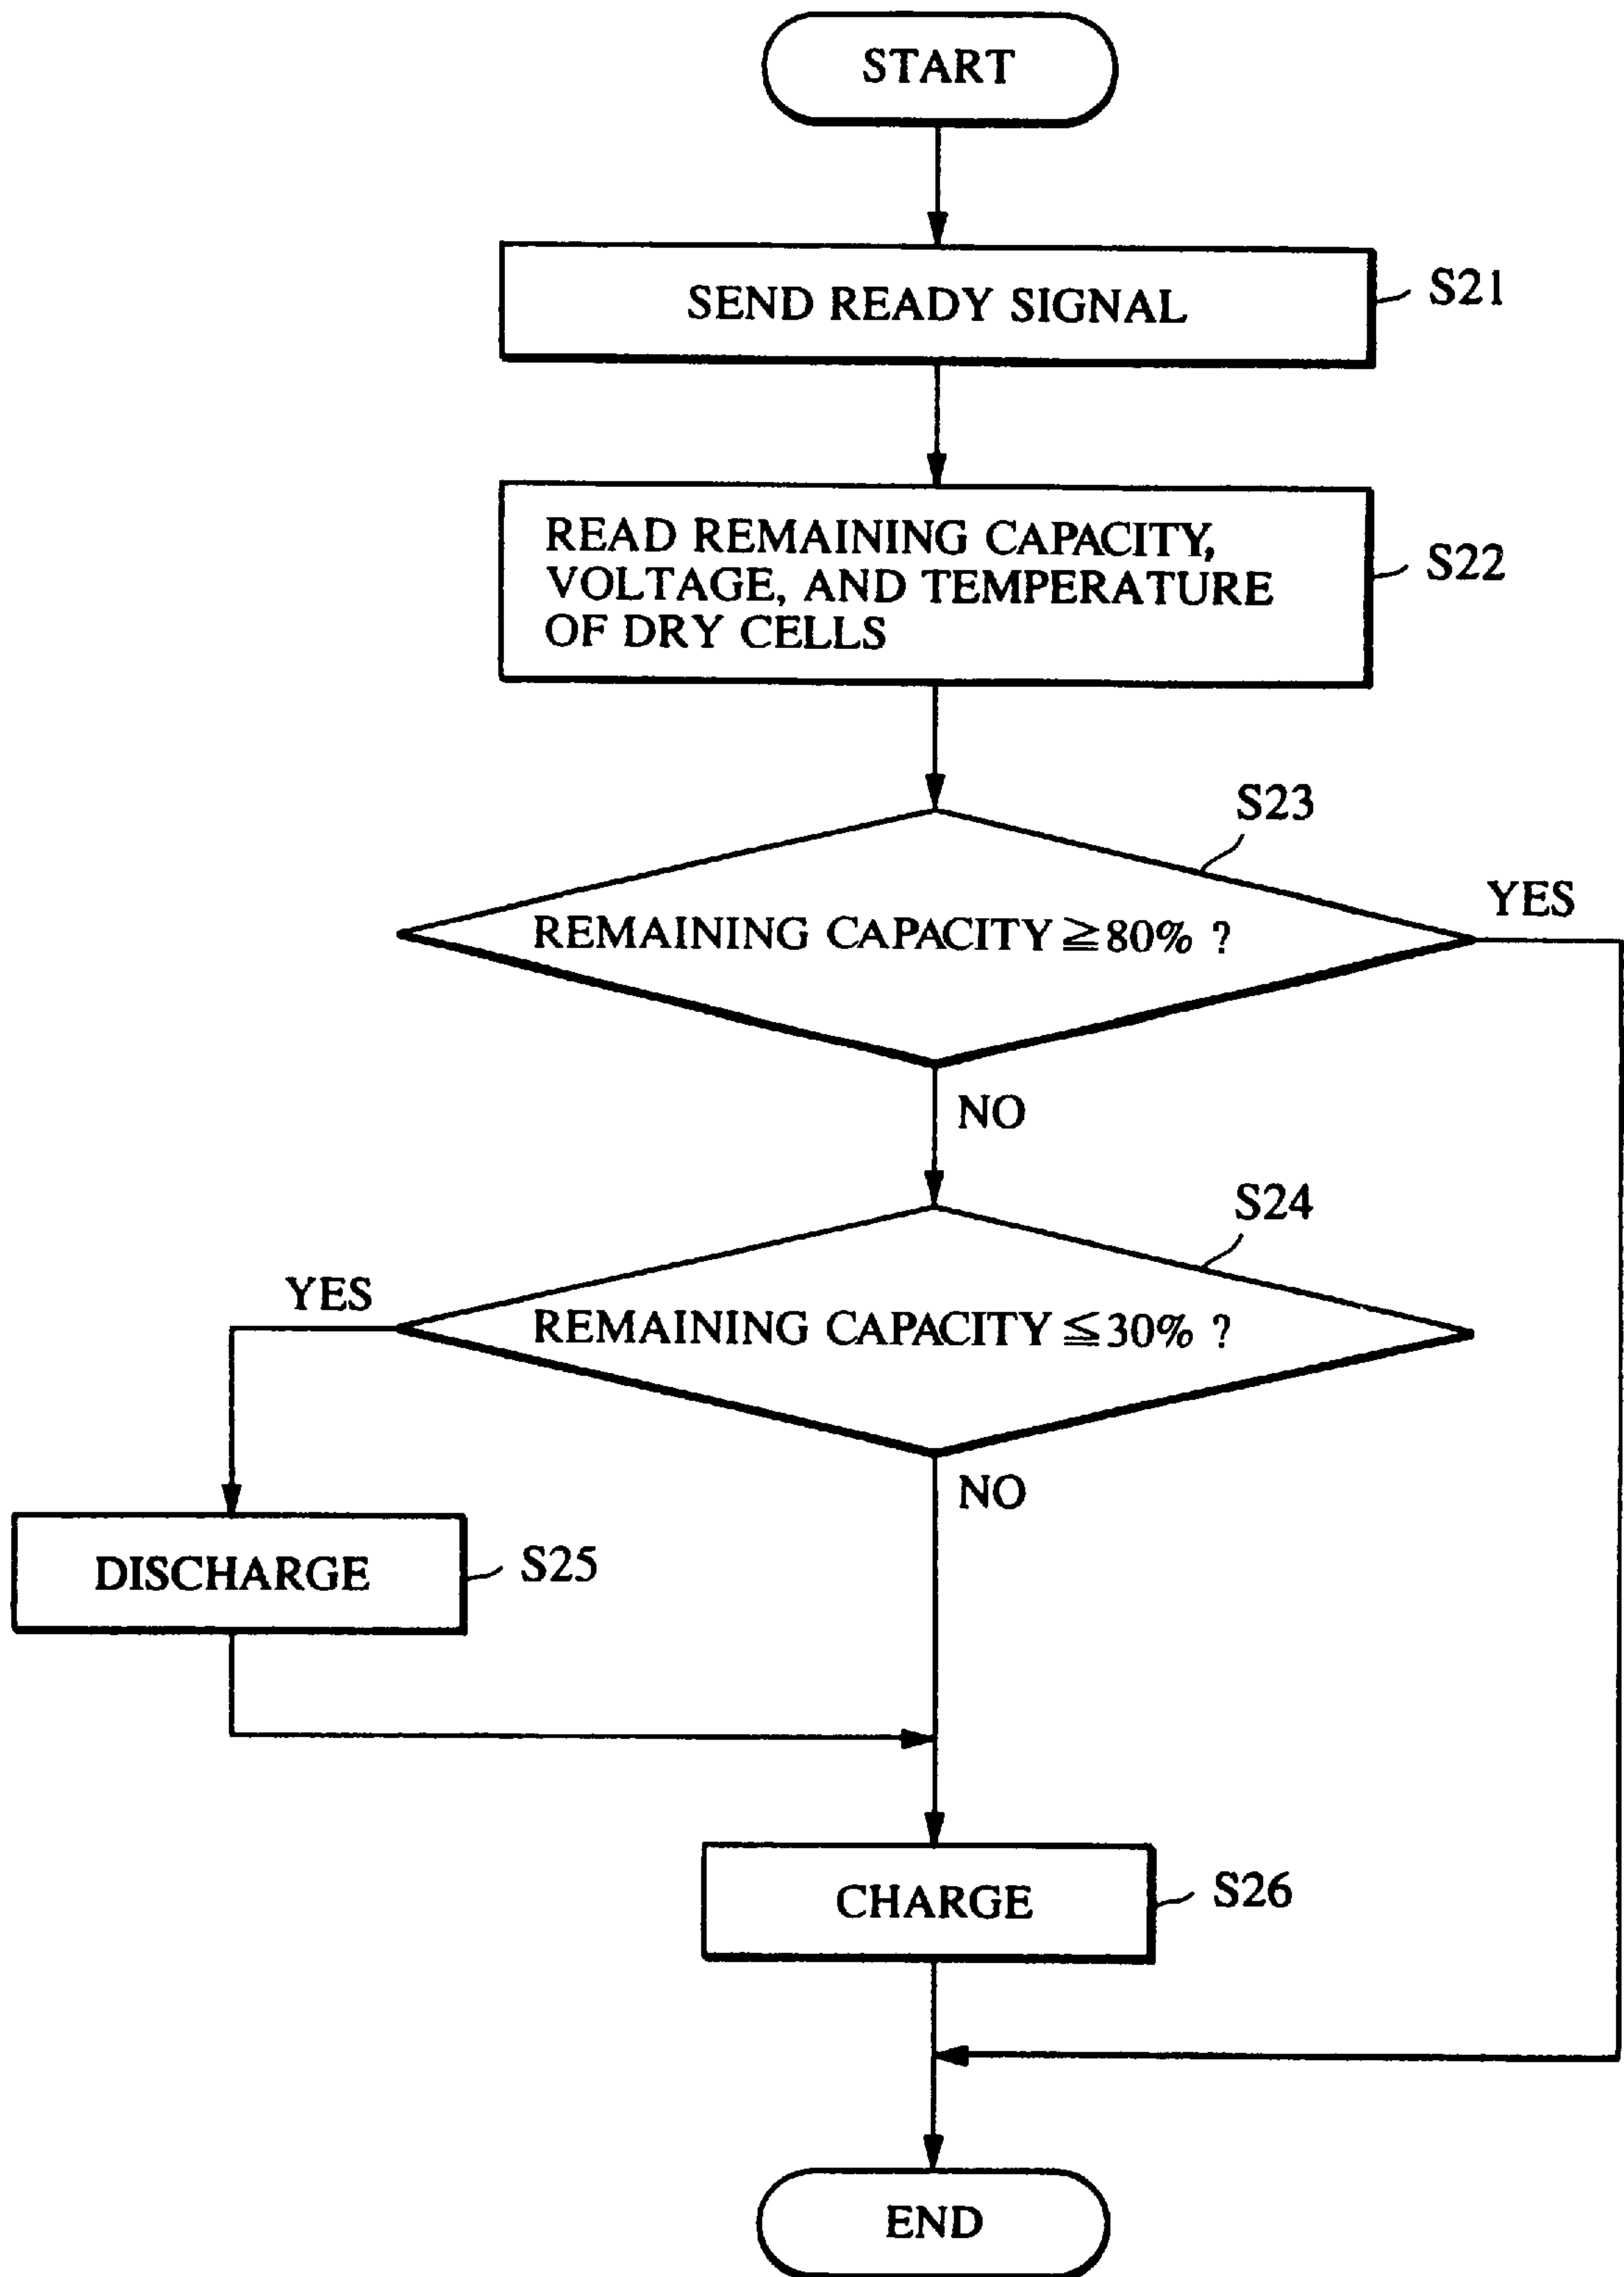 START
SEND READY SIGNAL
S21
READ REMAINING CAPACITY,
VOLTAGE, AND TEMPERATURE
OF DRY CELLS
S22
S23
REMAINING CAPACITY ≧ 80% ?
YES
NO
S24
YES
REMAINING CAPACITY ≦ 30% ?
NO
DISCHARGE
S25
CHARGE
S26
END